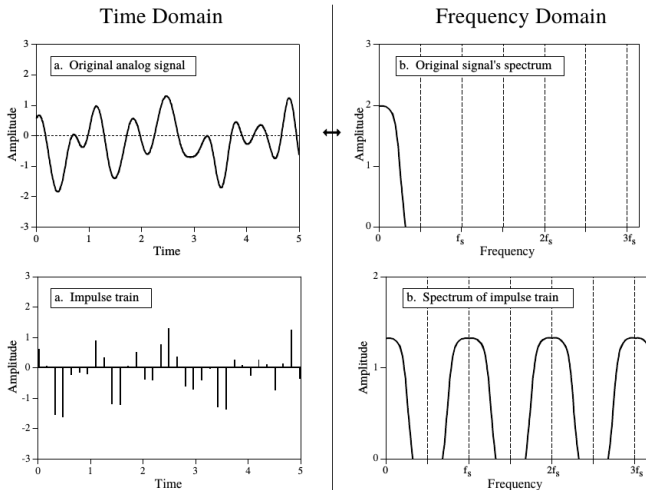 Time Domain
Frequency Domain
3
2
1
0
-1
-2
-3
Amplitude
a. Original analog signal
0 1 2 3 4 5
Time
3
2
1
0
Amplitude
b. Original signal's spectrum
0 fs 2fs 3fs
Frequency
3
2
1
0
-1
-2
-3
Amplitude
a. Impulse train
0 1 2 3 4 5
Time
2
1
0
Amplitude
b. Spectrum of impulse train
0 fs 2fs 3fs
Frequency